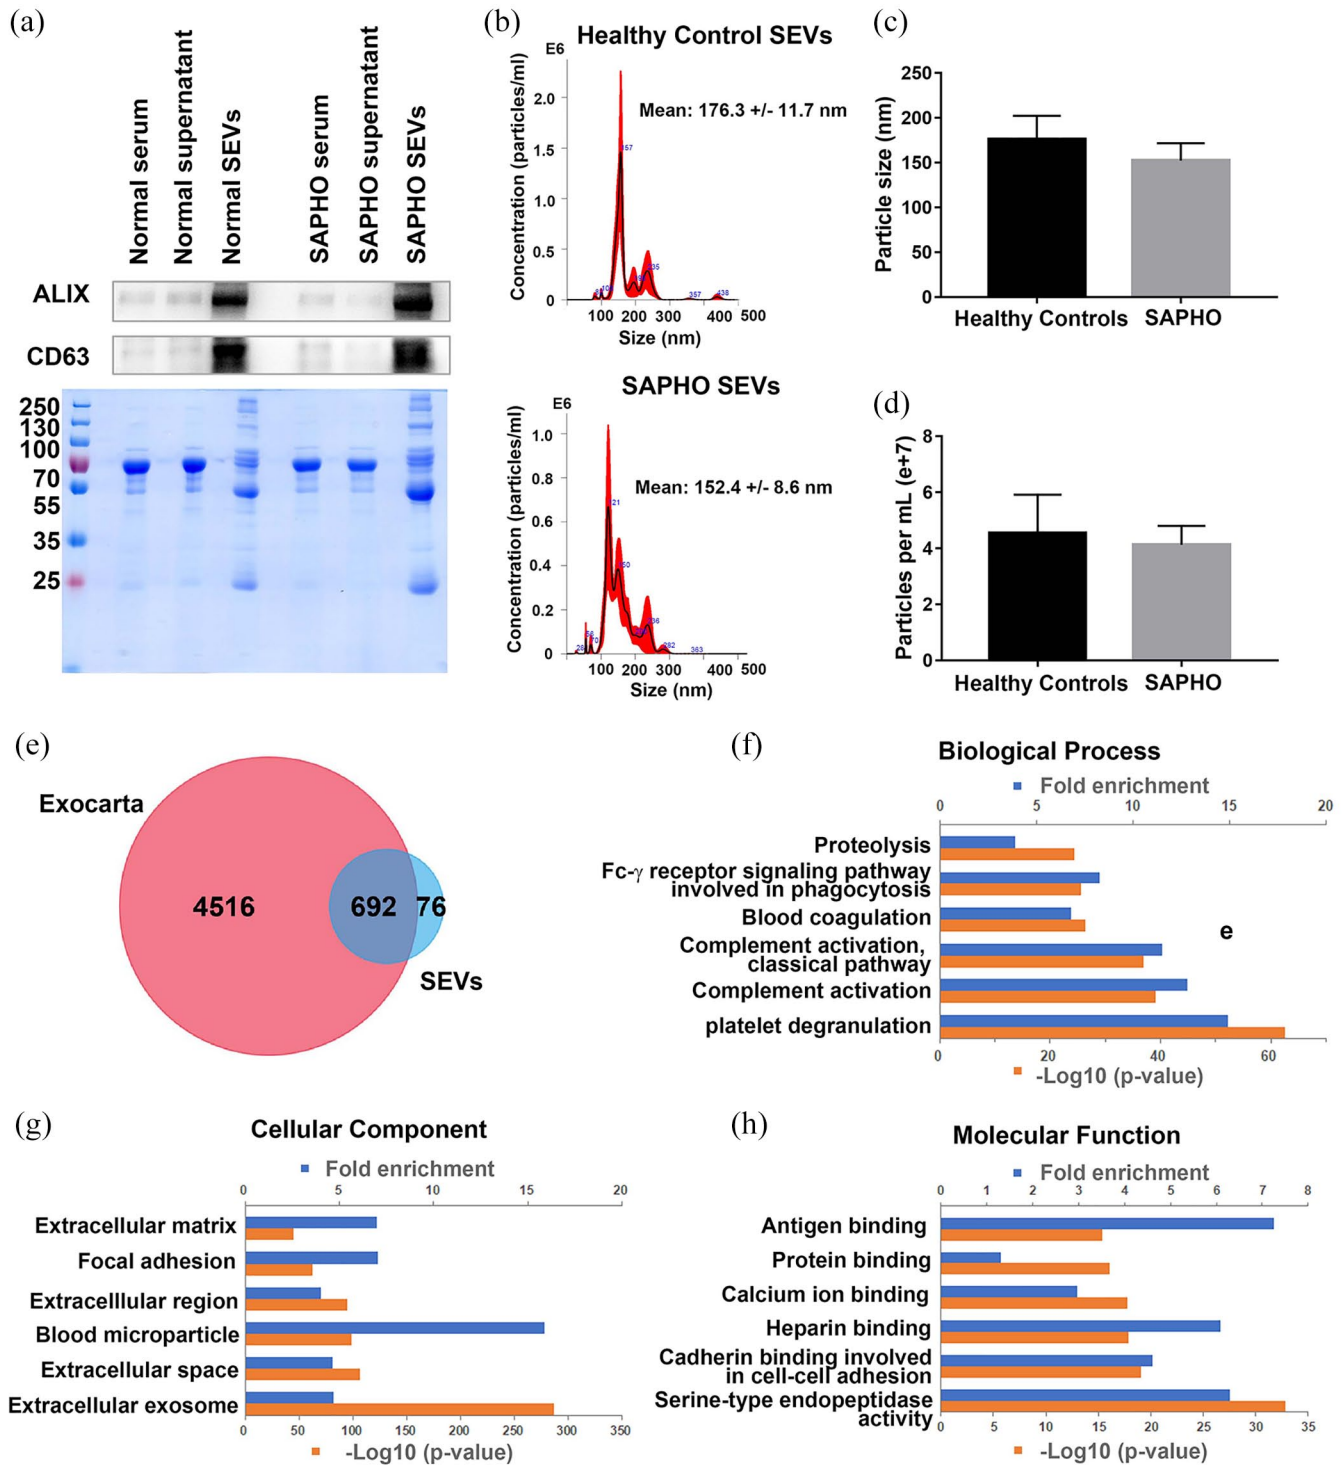 (a)
Normal serum
Normal supernatant
Normal SEVs
SAPHO serum
SAPHO supernatant
SAPHO SEVs
ALIX
CD63
250
130
100
70
55
35
25
(b)
Healthy Control SEVs
E6
Concentration (particles/ml)
2.0
1.5
1.0
0.5
0
Mean: 176.3 +/- 11.7 nm
157
235
357
438
100 200 300 400 500
Size (nm)
SAPHO SEVs
E6
Concentration (particles/ml)
1.0
0.8
0.6
0.4
0.2
0
Mean: 152.4 +/- 8.6 nm
282
363
100 200 300 400 500
Size (nm)
(c)
Particle size (nm)
250
200
150
100
50
0
Healthy Controls SAPHO
(d)
Particles per mL (e+7)
8
6
4
2
0
Healthy Controls SAPHO
(e)
Exocarta
4516 692 76
SEVs
(f)
Biological Process
Fold enrichment
0 5 10 15 20
Proteolysis
Fc-γ receptor signaling pathway
involved in phagocytosis
Blood coagulation
e
Complement activation,
classical pathway
Complement activation
platelet degranulation
0 20 40 60
-Log10 (p-value)
(g)
Cellular Component
Fold enrichment
0 5 10 15 20
Extracellular matrix
Focal adhesion
Extracelllular region
Blood microparticle
Extracellular space
Extracellular exosome
0 50 100 150 200 250 300 350
-Log10 (p-value)
(h)
Molecular Function
Fold enrichment
0 1 2 3 4 5 6 7 8
Antigen binding
Protein binding
Calcium ion binding
Heparin binding
Cadherin binding involved
in cell-cell adhesion
Serine-type endopeptidase
activity
0 5 10 15 20 25 30 35
-Log10 (p-value)